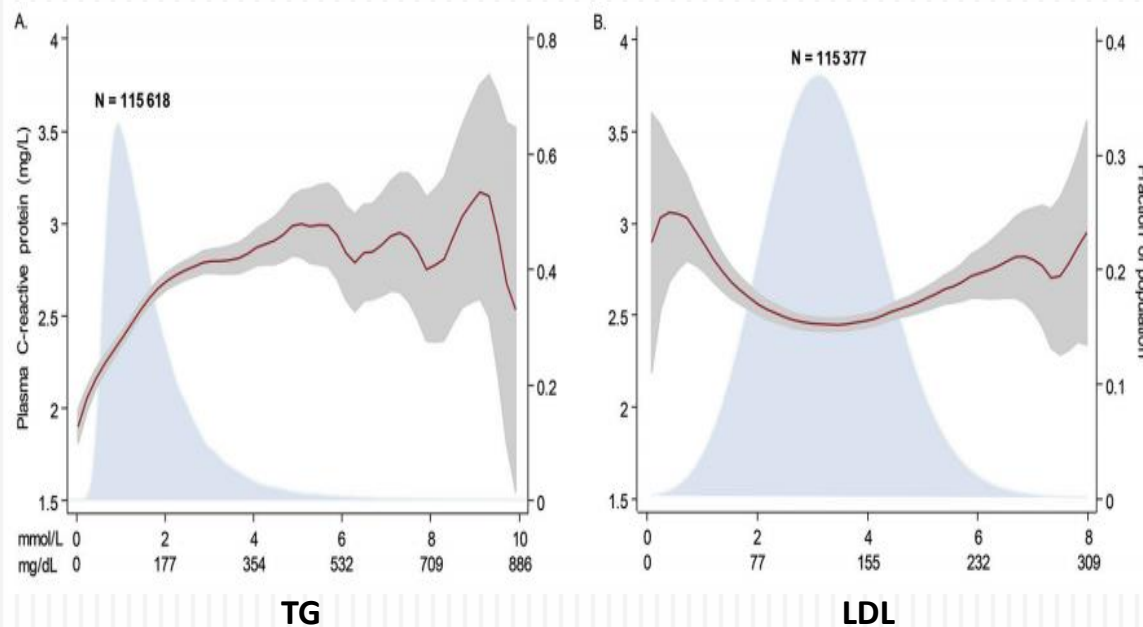 A.
B.
4
3.5
3
2.5
2
1.5
Plasma C-reactive protein (mg/L)
N = 115 618
0.8
0.6
0.4
0.2
0
mmol/L 0 2 4 6 8 10
mg/dL 0 177 354 532 709 886
TG
4
3.5
3
2.5
2
1.5
N = 115 377
0.4
0.3
0.2
0.1
0
Fraction of population
0 2 4 6 8
0 77 155 232 309
LDL